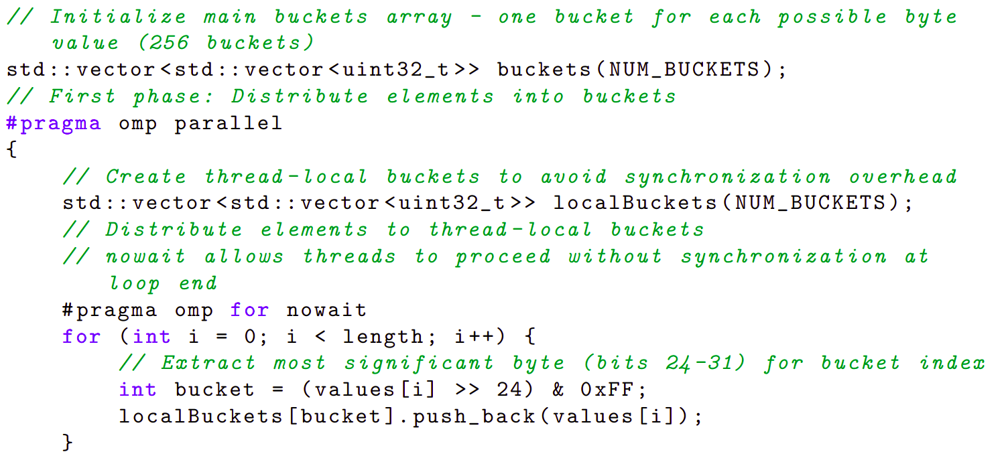 // Initialize main buckets array - one bucket for each possible byte
value (256 buckets)
std::vector<std::vector<uint32_t>> buckets(NUM_BUCKETS);
// First phase: Distribute elements into buckets
#pragma omp parallel
{
// Create thread-local buckets to avoid synchronization overhead
std::vector<std::vector<uint32_t>> localBuckets(NUM_BUCKETS);
// Distribute elements to thread-local buckets
// nowait allows threads to proceed without synchronization at
loop end
#pragma omp for nowait
for (int i = 0; i < length; i++) {
// Extract most significant byte (bits 24-31) for bucket index
int bucket = (values[i] >> 24) & 0xFF;
localBuckets[bucket].push_back(values[i]);
}